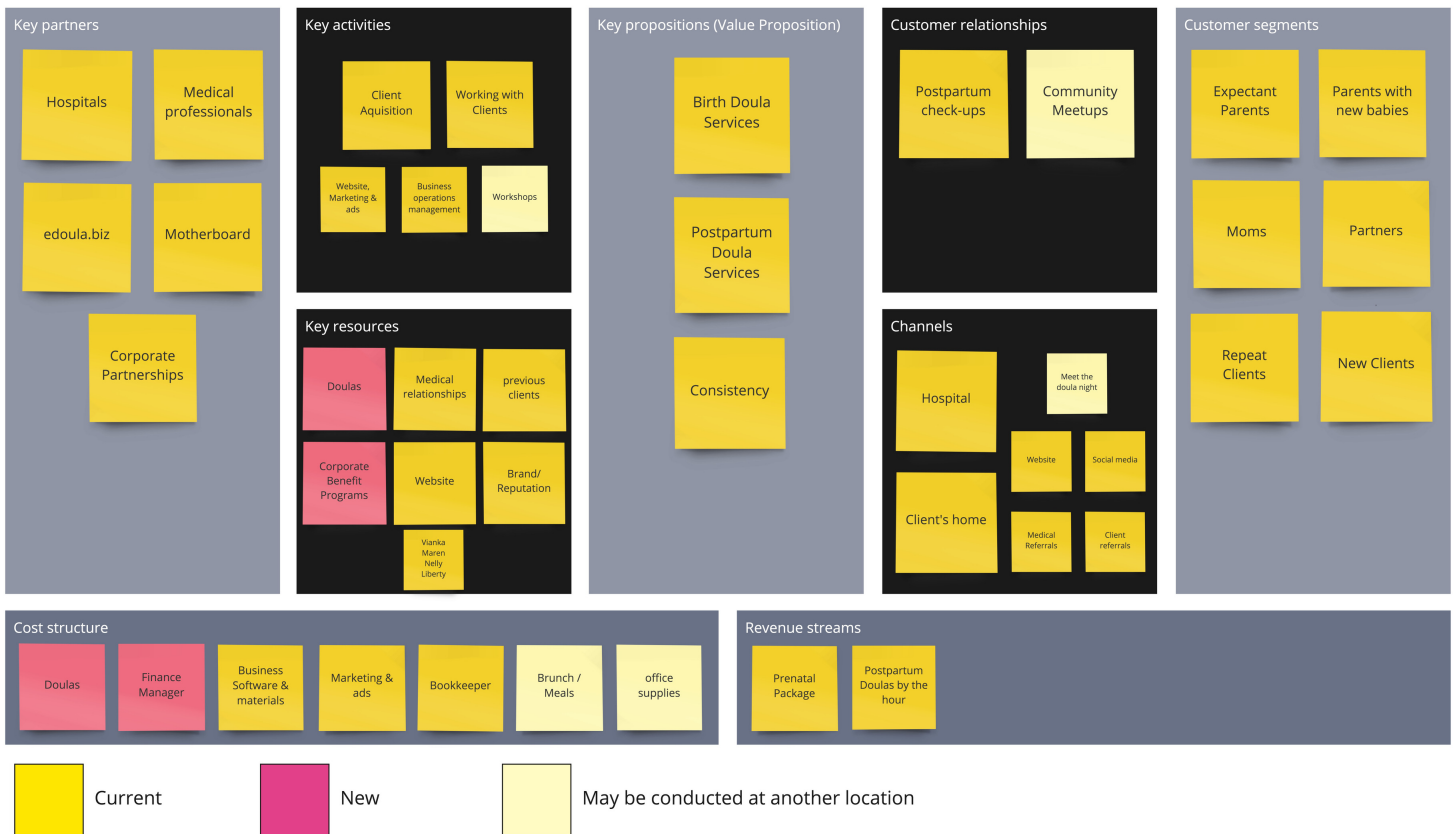 Key partners
Hospitals
Medical
professionals
edoula.biz
Motherboard
Corporate
Partnerships
Key activities
Client
Aquisition
Working with
Clients
Website,
Marketing &
ads
Business
operations
management
Workshops
Key resources
Doulas
Medical
relationships
previous
clients
Corporate
Benefit
Programs
Website
Brand/
Reputation
Vianka
Maren
Nelly
Liberty
Key propositions (Value Proposition)
Birth Doula
Services
Postpartum
Doula
Services
Consistency
Customer relationships
Postpartum
check-ups
Community
Meetups
Channels
Hospital
Meet the
doula night
Website
Social media
Client's home
Medical
Referrals
Client
referrals
Customer segments
Expectant
Parents
Parents with
new babies
Moms
Partners
Repeat
Clients
New Clients
Cost structure
Doulas
Finance
Manager
Business
Software &
materials
Marketing &
ads
Bookkeeper
Brunch /
Meals
office
supplies
Revenue streams
Prenatal
Package
Postpartum
Doulas by the
hour
Current
New
May be conducted at another location